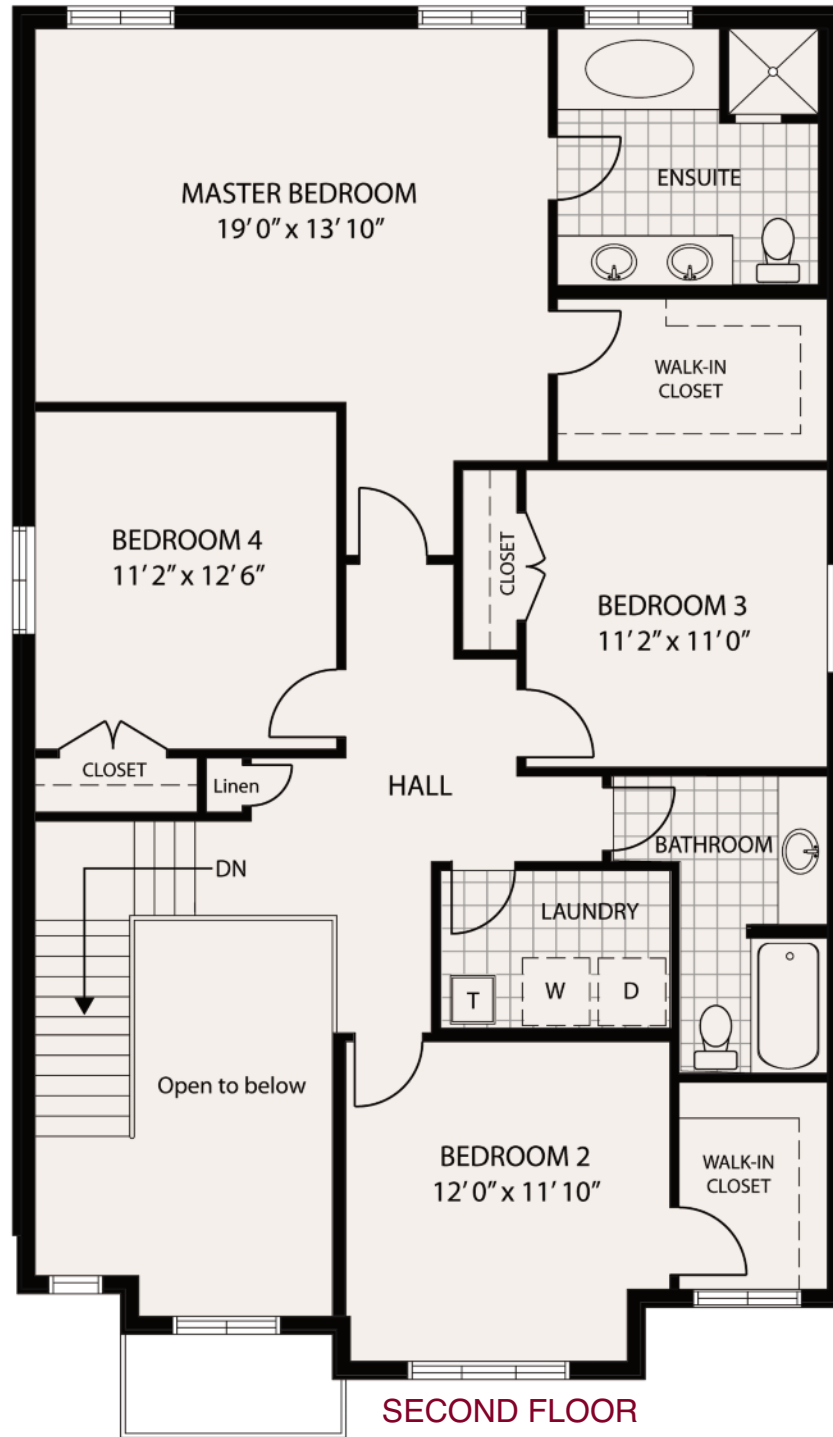 MASTER BEDROOM
19’ 0” x 13’ 10”
ENSUITE
WALK-IN
CLOSET
BEDROOM 4
11’ 2” x 12’ 6”
CLOSET
BEDROOM 3
11’ 2” x 11’ 0”
CLOSET
Linen
HALL
BATHROOM
DN
LAUNDRY
T
W
D
Open to below
BEDROOM 2
12’ 0” x 11’ 10”
WALK-IN
CLOSET
SECOND FLOOR